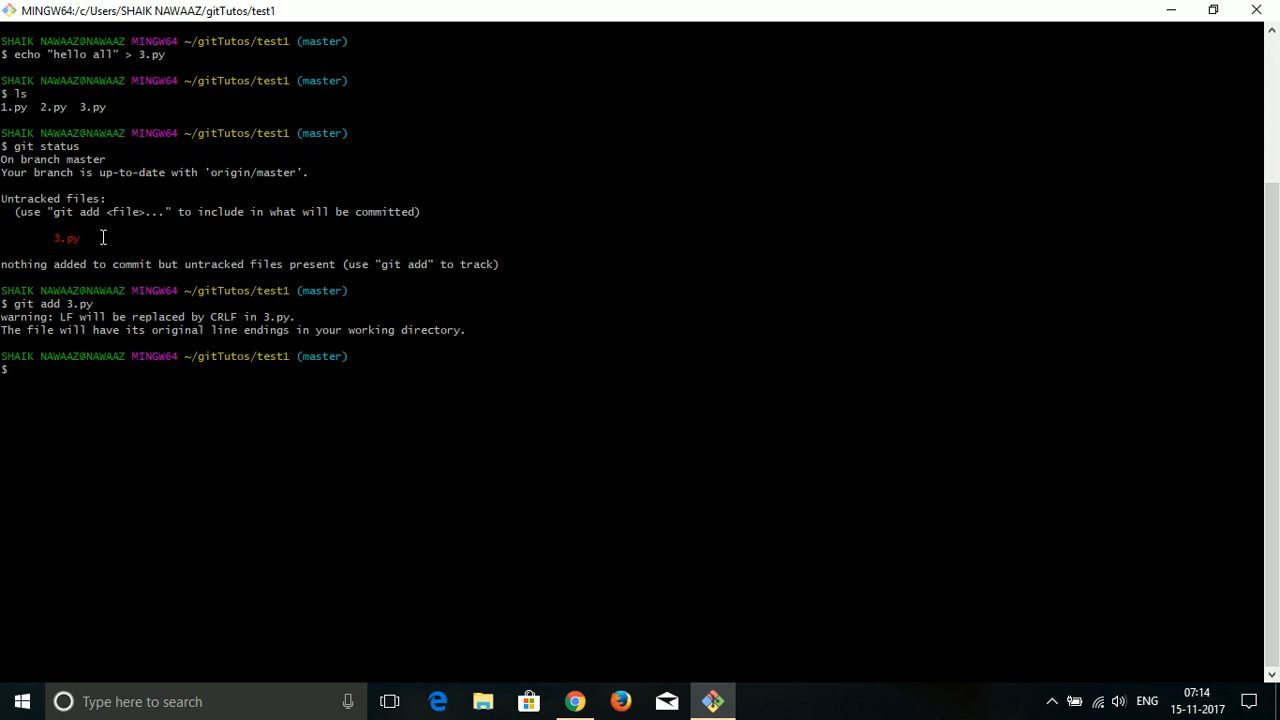 MINGW64:/c/Users/SHAIK NAWAAZ/gitTutos/test1
SHAIK NAWAAZ@NAWAAZ MINGW64 ~/gitTutos/test1 (master)
$ echo "hello all" > 3.py
SHAIK NAWAAZ@NAWAAZ MINGW64 ~/gitTutos/test1 (master)
$ ls
1.py 2.py 3.py
SHAIK NAWAAZ@NAWAAZ MINGW64 ~/gitTutos/test1 (master)
$ git status
On branch master
Your branch is up-to-date with 'origin/master'.
Untracked files:
(use "git add <file>..." to include in what will be committed)
3.py
nothing added to commit but untracked files present (use "git add" to track)
SHAIK NAWAAZ@NAWAAZ MINGW64 ~/gitTutos/test1 (master)
$ git add 3.py
warning: LF will be replaced by CRLF in 3.py.
The file will have its original line endings in your working directory.
SHAIK NAWAAZ@NAWAAZ MINGW64 ~/gitTutos/test1 (master)
$
Type here to search
ENG
07:14
15-11-2017